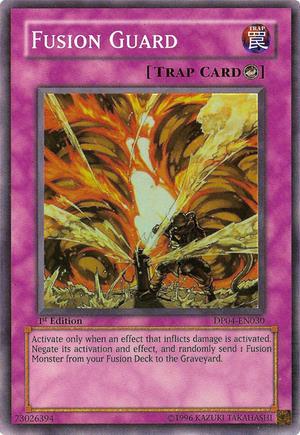 FUSION GUARD
TRAP
罠
[TRAP CARD]
1st Edition
DP04-EN030
Activate only when an effect that inflicts damage is activated.
Negate its activation and effect, and randomly send 1 Fusion
Monster from your Fusion Deck to the Graveyard.
73026394
©1996 KAZUKI TAKAHASHI